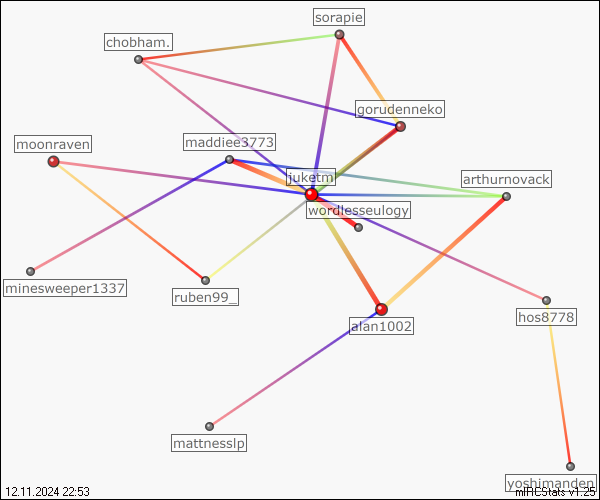 sorapie
chobham.
gorudenneko
maddiee3773
moonraven
juketm
arthurnovack
wordlesseulogy
minesweeper1337
ruben99_
hos8778
alan1002
mattnesslp
yoshimanden
12.11.2024 22:53
mIRCStats v1.25